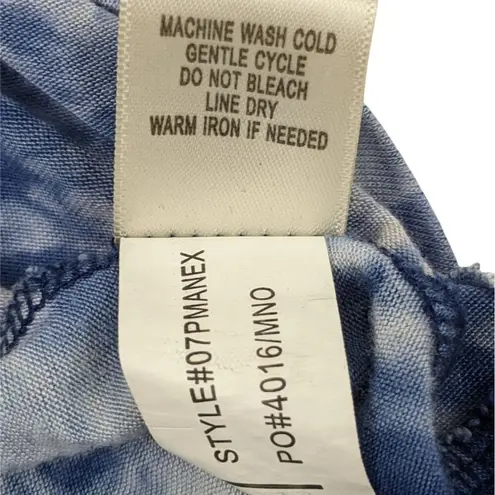 MACHINE WASH COLD
GENTLE CYCLE
DO NOT BLEACH
LINE DRY
WARM IRON IF NEEDED
STYLE#07PMANEX
PO#4016/MNO